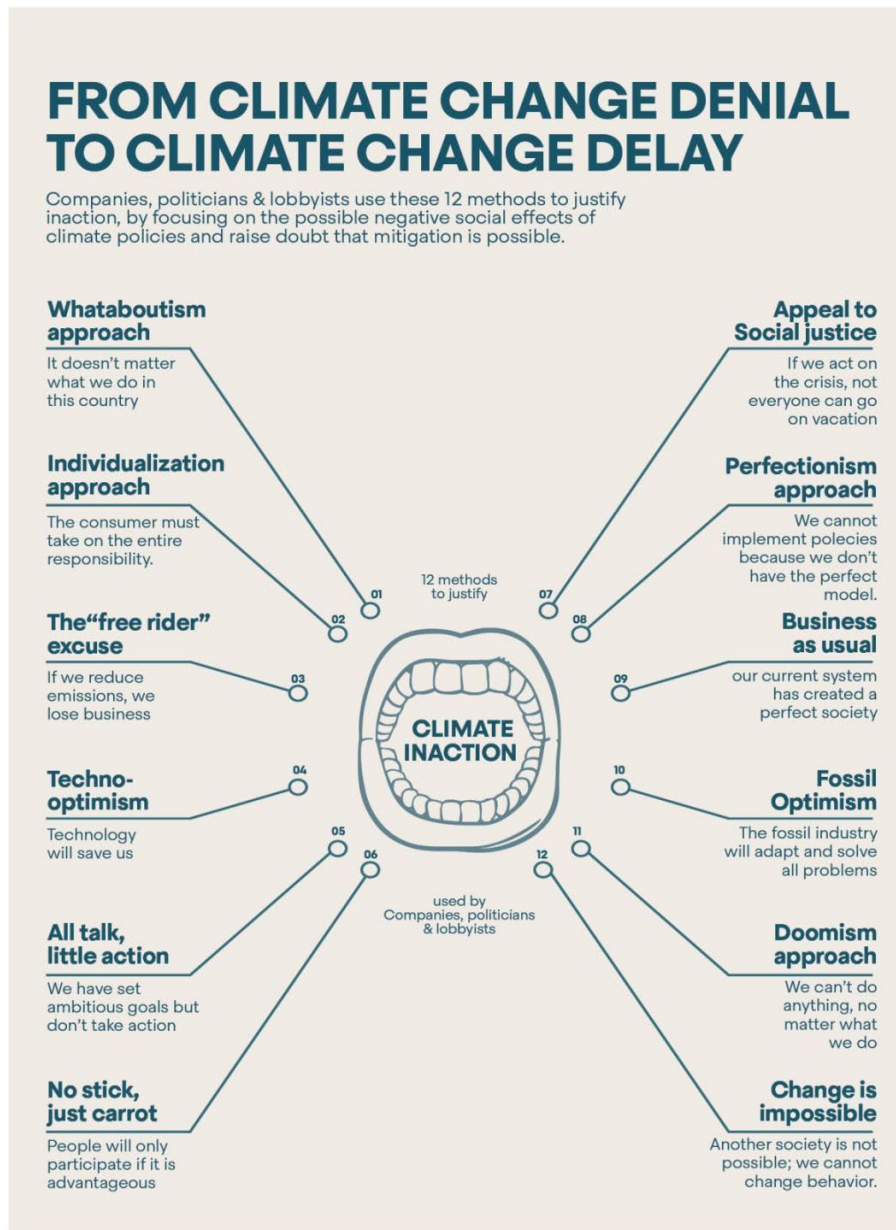 FROM CLIMATE CHANGE DENIAL
TO CLIMATE CHANGE DELAY
Companies, politicians & lobbyists use these 12 methods to justify
inaction, by focusing on the possible negative social effects of
climate policies and raise doubt that mitigation is possible.
Whataboutism
approach
It doesn't matter
what we do in
this country
Individualization
approach
The consumer must
take on the entire
responsibility.
The“free rider”
excuse
If we reduce
emissions, we
lose business
Techno-
optimism
Technology
will save us
All talk,
little action
We have set
ambitious goals but
don't take action
No stick,
just carrot
People will only
participate if it is
advantageous
01
02
03
04
05
06
12 methods
to justify
CLIMATE
INACTION
used by
Companies, politicians
& lobbyists
07
08
09
10
11
12
Appeal to
Social justice
If we act on
the crisis, not
everyone can go
on vacation
Perfectionism
approach
We cannot
implement polecies
because we don't
have the perfect
model.
Business
as usual
our current system
has created a
perfect society
Fossil
Optimism
The fossil industry
will adapt and solve
all problems
Doomism
approach
We can't do
anything, no
matter what
we do
Change is
impossible
Another society is not
possible; we cannot
change behavior.